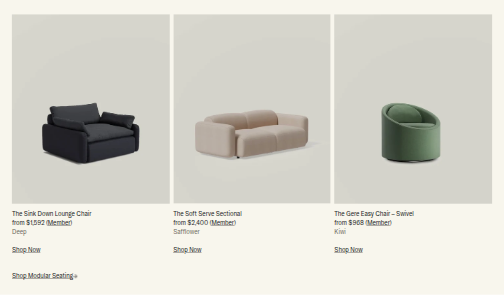 The Sink Down Lounge Chair
from $1,592 (Member)
Deep
Shop Now
The Soft Serve Sectional
from $2,400 (Member)
Safflower
Shop Now
The Gere Easy Chair – Swivel
from $968 (Member)
Kiwi
Shop Now
Shop Modular Seating→